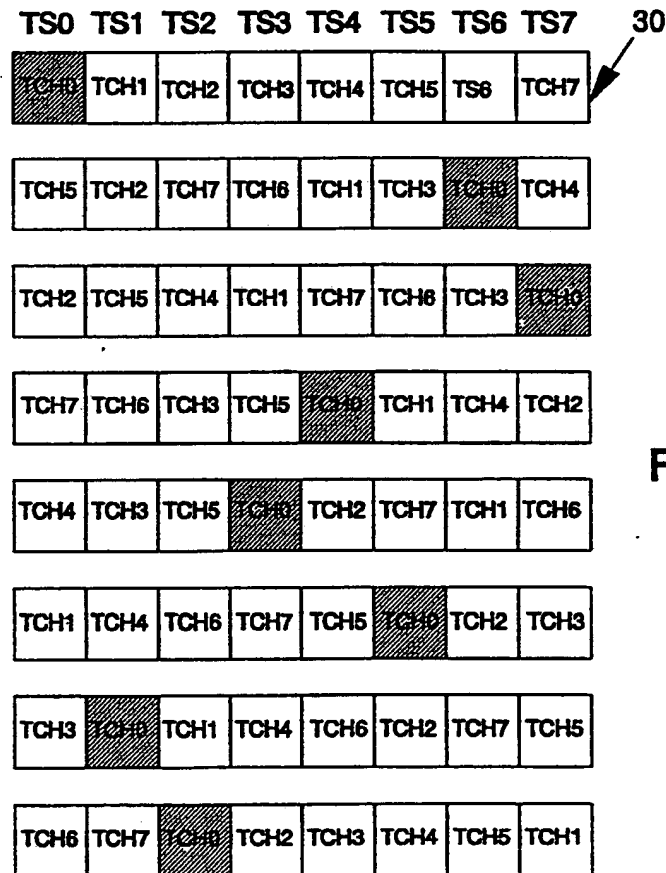 TS0 TS1 TS2 TS3 TS4 TS5 TS6 TS7 30
TCH0 TCH1 TCH2 TCH3 TCH4 TCH5 TS6 TCH7
TCH5 TCH2 TCH7 TCH6 TCH1 TCH3 TCH0 TCH4
TCH2 TCH5 TCH4 TCH1 TCH7 TCH6 TCH3 TCH0
TCH7 TCH6 TCH3 TCH5 TCH0 TCH1 TCH4 TCH2
F
TCH4 TCH3 TCH5 TCH0 TCH2 TCH7 TCH1 TCH6
TCH1 TCH4 TCH6 TCH7 TCH5 TCH0 TCH2 TCH3
TCH3 TCH0 TCH1 TCH4 TCH6 TCH2 TCH7 TCH5
TCH6 TCH7 TCH0 TCH2 TCH3 TCH4 TCH5 TCH1